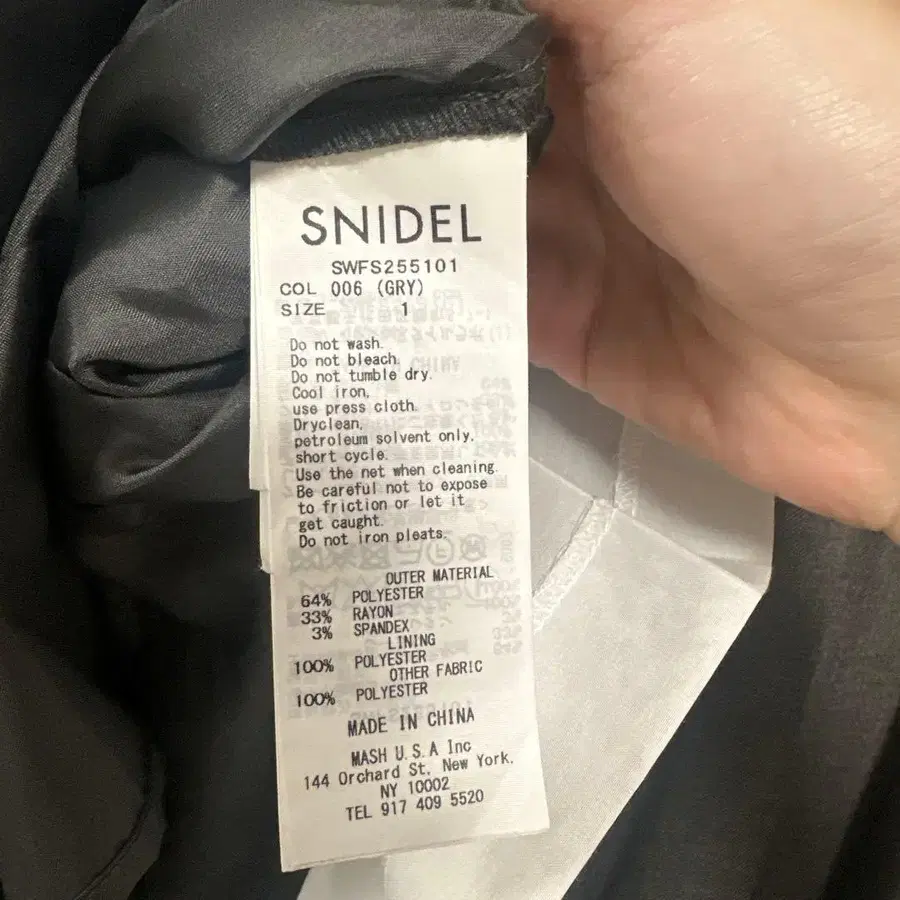 SNIDEL
SWFS255101
COL 006 (GRY)
SIZE 1
Do not wash.
Do not bleach.
Do not tumble dry.
Cool iron,
use press cloth.
Dryclean,
petroleum solvent only.
short cycle.
Use the net when cleaning.
Be careful not to expose
to friction or let it
get caught.
Do not iron pleats.
OUTER MATERIAL
64% POLYESTER
33% RAYON
3% SPANDEX
LINING
100% POLYESTER
OTHER FABRIC
100% POLYESTER
MADE IN CHINA
MASH U.S.A Inc
144 Orchard St, New York.
NY 10002
TEL 917 409 5520